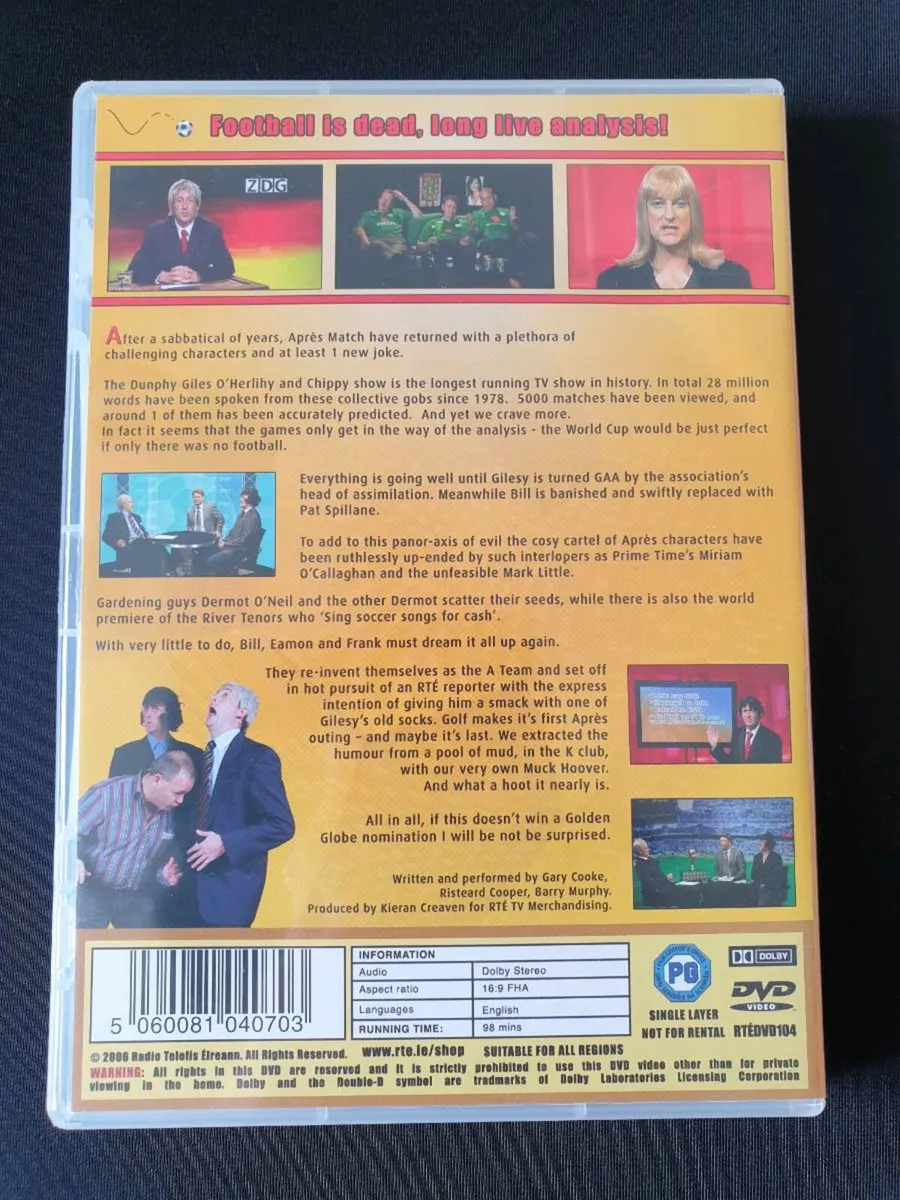 Football is dead, long live analysis!
ZDG
After a sabbatical of years, Après Match have returned with a plethora of
challenging characters and at least 1 new joke.
The Dunphy Giles O'Herlihy and Chippy show is the longest running TV show in history. In total 28 million
words have been spoken from these collective gobs since 1978. 5000 matches have been viewed, and
around 1 of them has been accurately predicted. And yet we crave more.
In fact it seems that the games only get in the way of the analysis - the World Cup would be just perfect
if only there was no football.
Everything is going well until Gilesy is turned GAA by the association's
head of assimilation. Meanwhile Bill is banished and swiftly replaced with
Pat Spillane.
To add to this panor-axis of evil the cosy cartel of Après characters have
been ruthlessly up-ended by such interlopers as Prime Time's Miriam
O'Callaghan and the unfeasible Mark Little.
Gardening guys Dermot O'Neil and the other Dermot scatter their seeds, while there is also the world
premiere of the River Tenors who 'Sing soccer songs for cash'.
With very little to do, Bill, Eamon and Frank must dream it all up again.
They re-invent themselves as the A Team and set off
in hot pursuit of an RTÉ reporter with the express
intention of giving him a smack with one of
Gilesy's old socks. Golf makes it's first Après
outing – and maybe it's last. We extracted the
humour from a pool of mud, in the K club,
with our very own Muck Hoover.
And what a hoot it nearly is.
All in all, if this doesn't win a Golden
Globe nomination I will be not be surprised.
Written and performed by Gary Cooke,
Risteard Cooper, Barry Murphy.
Produced by Kieran Creaven for RTÉ TV Merchandising.
INFORMATION
Audio Dolby Stereo
Aspect ratio 16:9 FHA
Languages English
RUNNING TIME: 98 mins
5 060081 040703
PG
DOLBY
DVD
VIDEO
SINGLE LAYER
NOT FOR RENTAL RTÉDVD104
© 2006 Radio Telefís Éireann. All Rights Reserved. www.rte.ie/shop SUITABLE FOR ALL REGIONS
WARNING: All rights in this DVD are reserved and it is strictly prohibited to use this DVD video other than for private
viewing in the home. Dolby and the Double-D symbol are trademarks of Dolby Laboratories Licensing Corporation